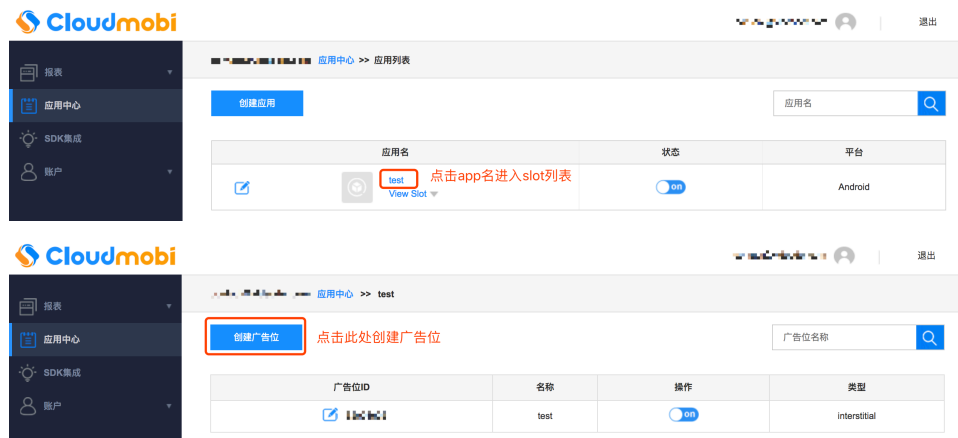 Cloudmobi
退出
报表
应用中心 >> 应用列表
应用中心
创建应用
应用名
SDK集成
账户
应用名 状态 平台
test 点击app名进入slot列表
View Slot
on
Android
Cloudmobi
退出
报表
应用中心 >> test
应用中心
创建广告位 点击此处创建广告位
广告位名称
SDK集成
账户
广告位ID 名称 操作 类型
test on interstitial